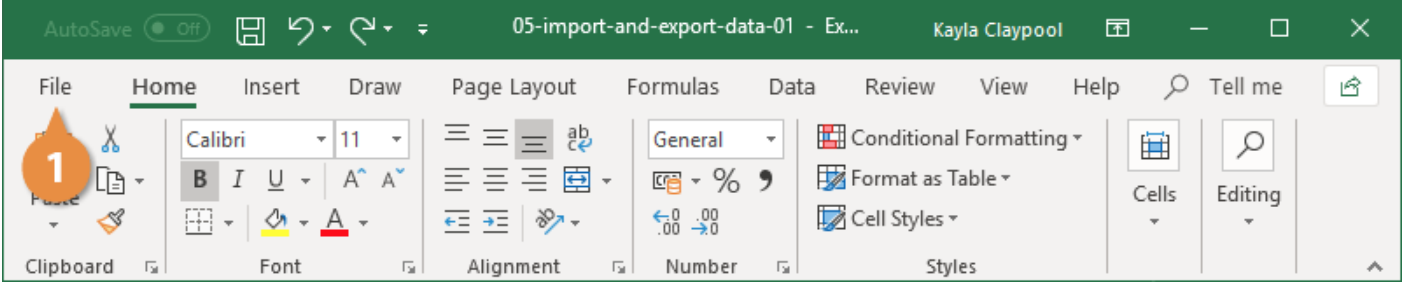 AutoSave Off 05-import-and-export-data-01 - Ex... Kayla Claypool
File Home Insert Draw Page Layout Formulas Data Review View Help Tell me
1
Paste
Calibri 11
B I U A A
A
ab
c
General
% 9
.0 .00
.00 .0
Conditional Formatting
Format as Table
Cell Styles
Cells
Editing
Clipboard Font Alignment Number Styles